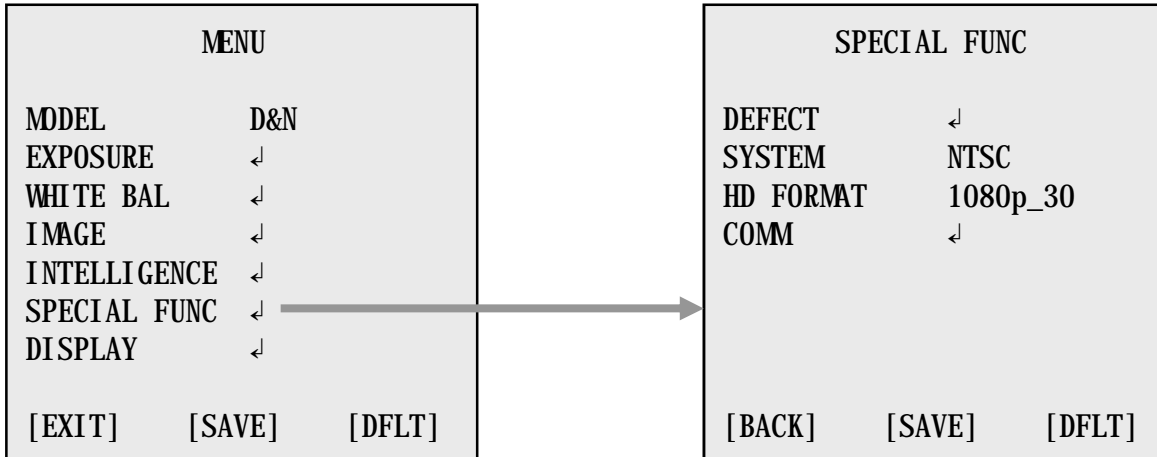 MENU
MODEL D&N
EXPOSURE ↲
WHITE BAL ↲
IMAGE ↲
INTELLIGENCE ↲
SPECIAL FUNC ↲
DISPLAY ↲
[EXIT] [SAVE] [DFLT]
SPECIAL FUNC
DEFECT ↲
SYSTEM NTSC
HD FORMAT 1080p_30
COMM ↲
[BACK] [SAVE] [DFLT]